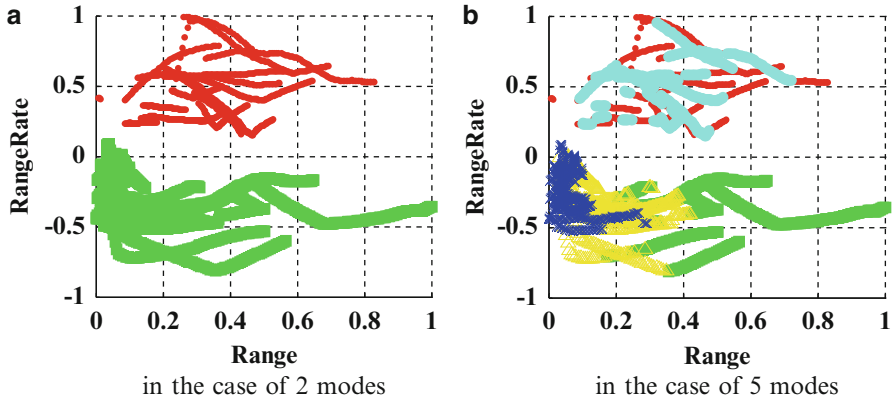 a
1
0.5
0
-0.5
-1
RangeRate
0
0.2
0.4
0.6
0.8
1
Range
in the case of 2 modes
b
1
0.5
0
-0.5
-1
RangeRate
0
0.2
0.4
0.6
0.8
1
Range
in the case of 5 modes